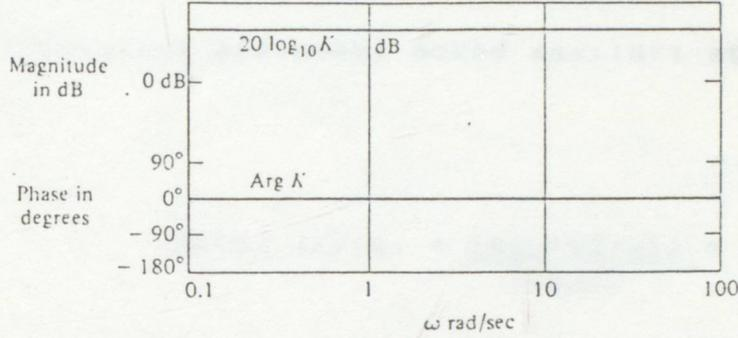 20 log₁₀ K dB
Magnitude
in dB
0 dB
90°
Arg K
Phase in
degrees
0°
− 90°
− 180°
0.1 1 10 100
ω rad/sec